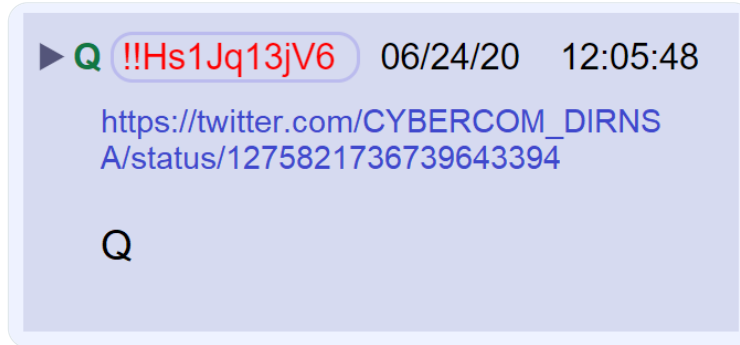 Q !!Hs1Jq13jV6 06/24/20 12:05:48
https://twitter.com/CYBERCOM_DIRNS
A/status/1275821736739643394
Q